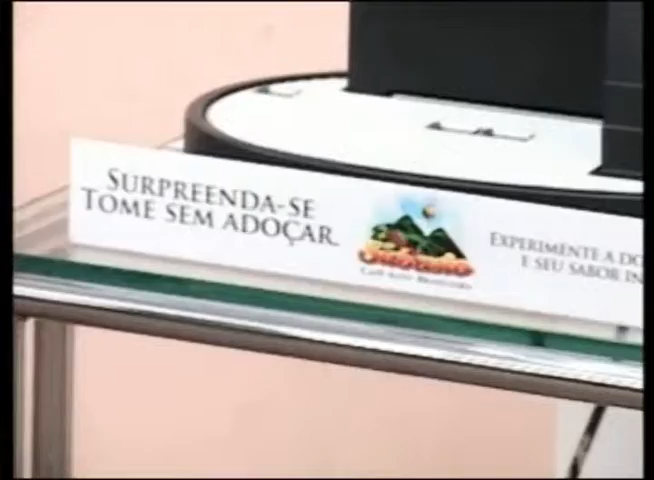 SURPREENDA-SE
TOME SEM ADOÇAR.
EXPERIMENTE A DO
E SEU SABOR IN